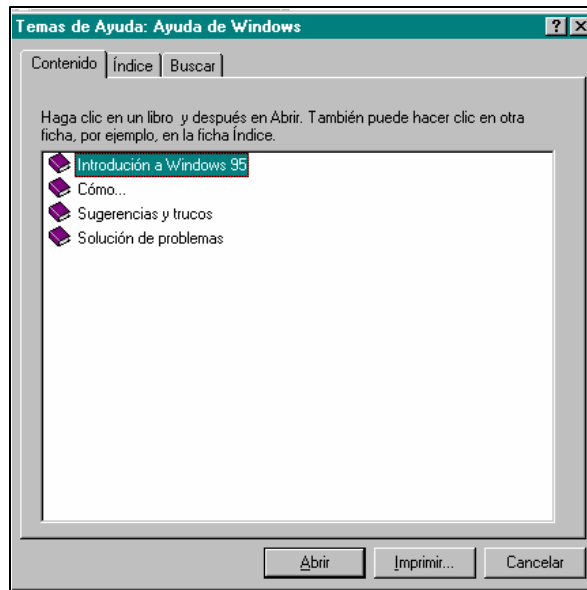 Temas de Ayuda: Ayuda de Windows
Contenido Índice Buscar
Haga clic en un libro y después en Abrir. También puede hacer clic en otra
ficha, por ejemplo, en la ficha Índice.
Introdución a Windows 95
Cómo...
Sugerencias y trucos
Solución de problemas
Abrir Imprimir... Cancelar